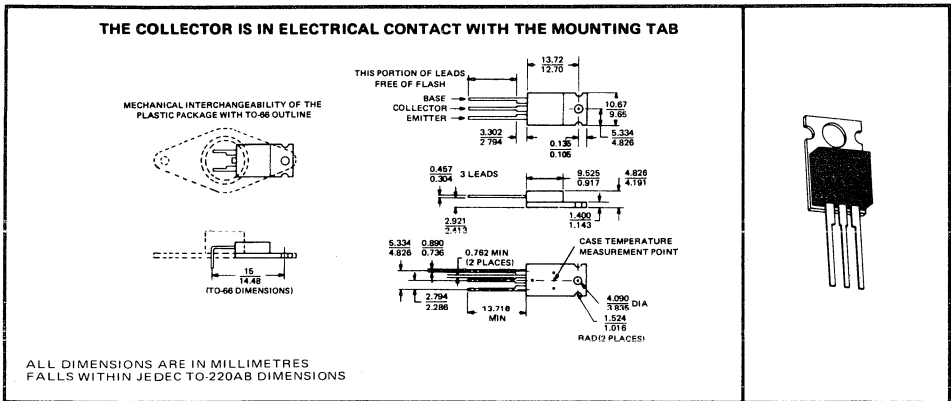 THE COLLECTOR IS IN ELECTRICAL CONTACT WITH THE MOUNTING TAB
13.72
12.70
THIS PORTION OF LEADS
FREE OF FLASH
BASE
COLLECTOR
EMITTER
10.67
9.65
MECHANICAL INTERCHANGEABILITY OF THE
PLASTIC PACKAGE WITH TO-66 OUTLINE
3.302
2 794
0.135
0.105
5.334
4.826
0.457
0.304
3 LEADS
9.525
0.917
4.826
4.191
2.921
2.413
1.400
1.143
5.334
4.826
0.890
0.736
0.762 MIN
(2 PLACES)
CASE TEMPERATURE
MEASUREMENT POINT
15
14.48
(TO-66 DIMENSIONS)
2.794
2.286
13.716
MIN
4.090
3.835
DIA
1.524
1.016
RAD(2 PLACES)
ALL DIMENSIONS ARE IN MILLIMETRES
FALLS WITHIN JEDEC TO-220AB DIMENSIONS